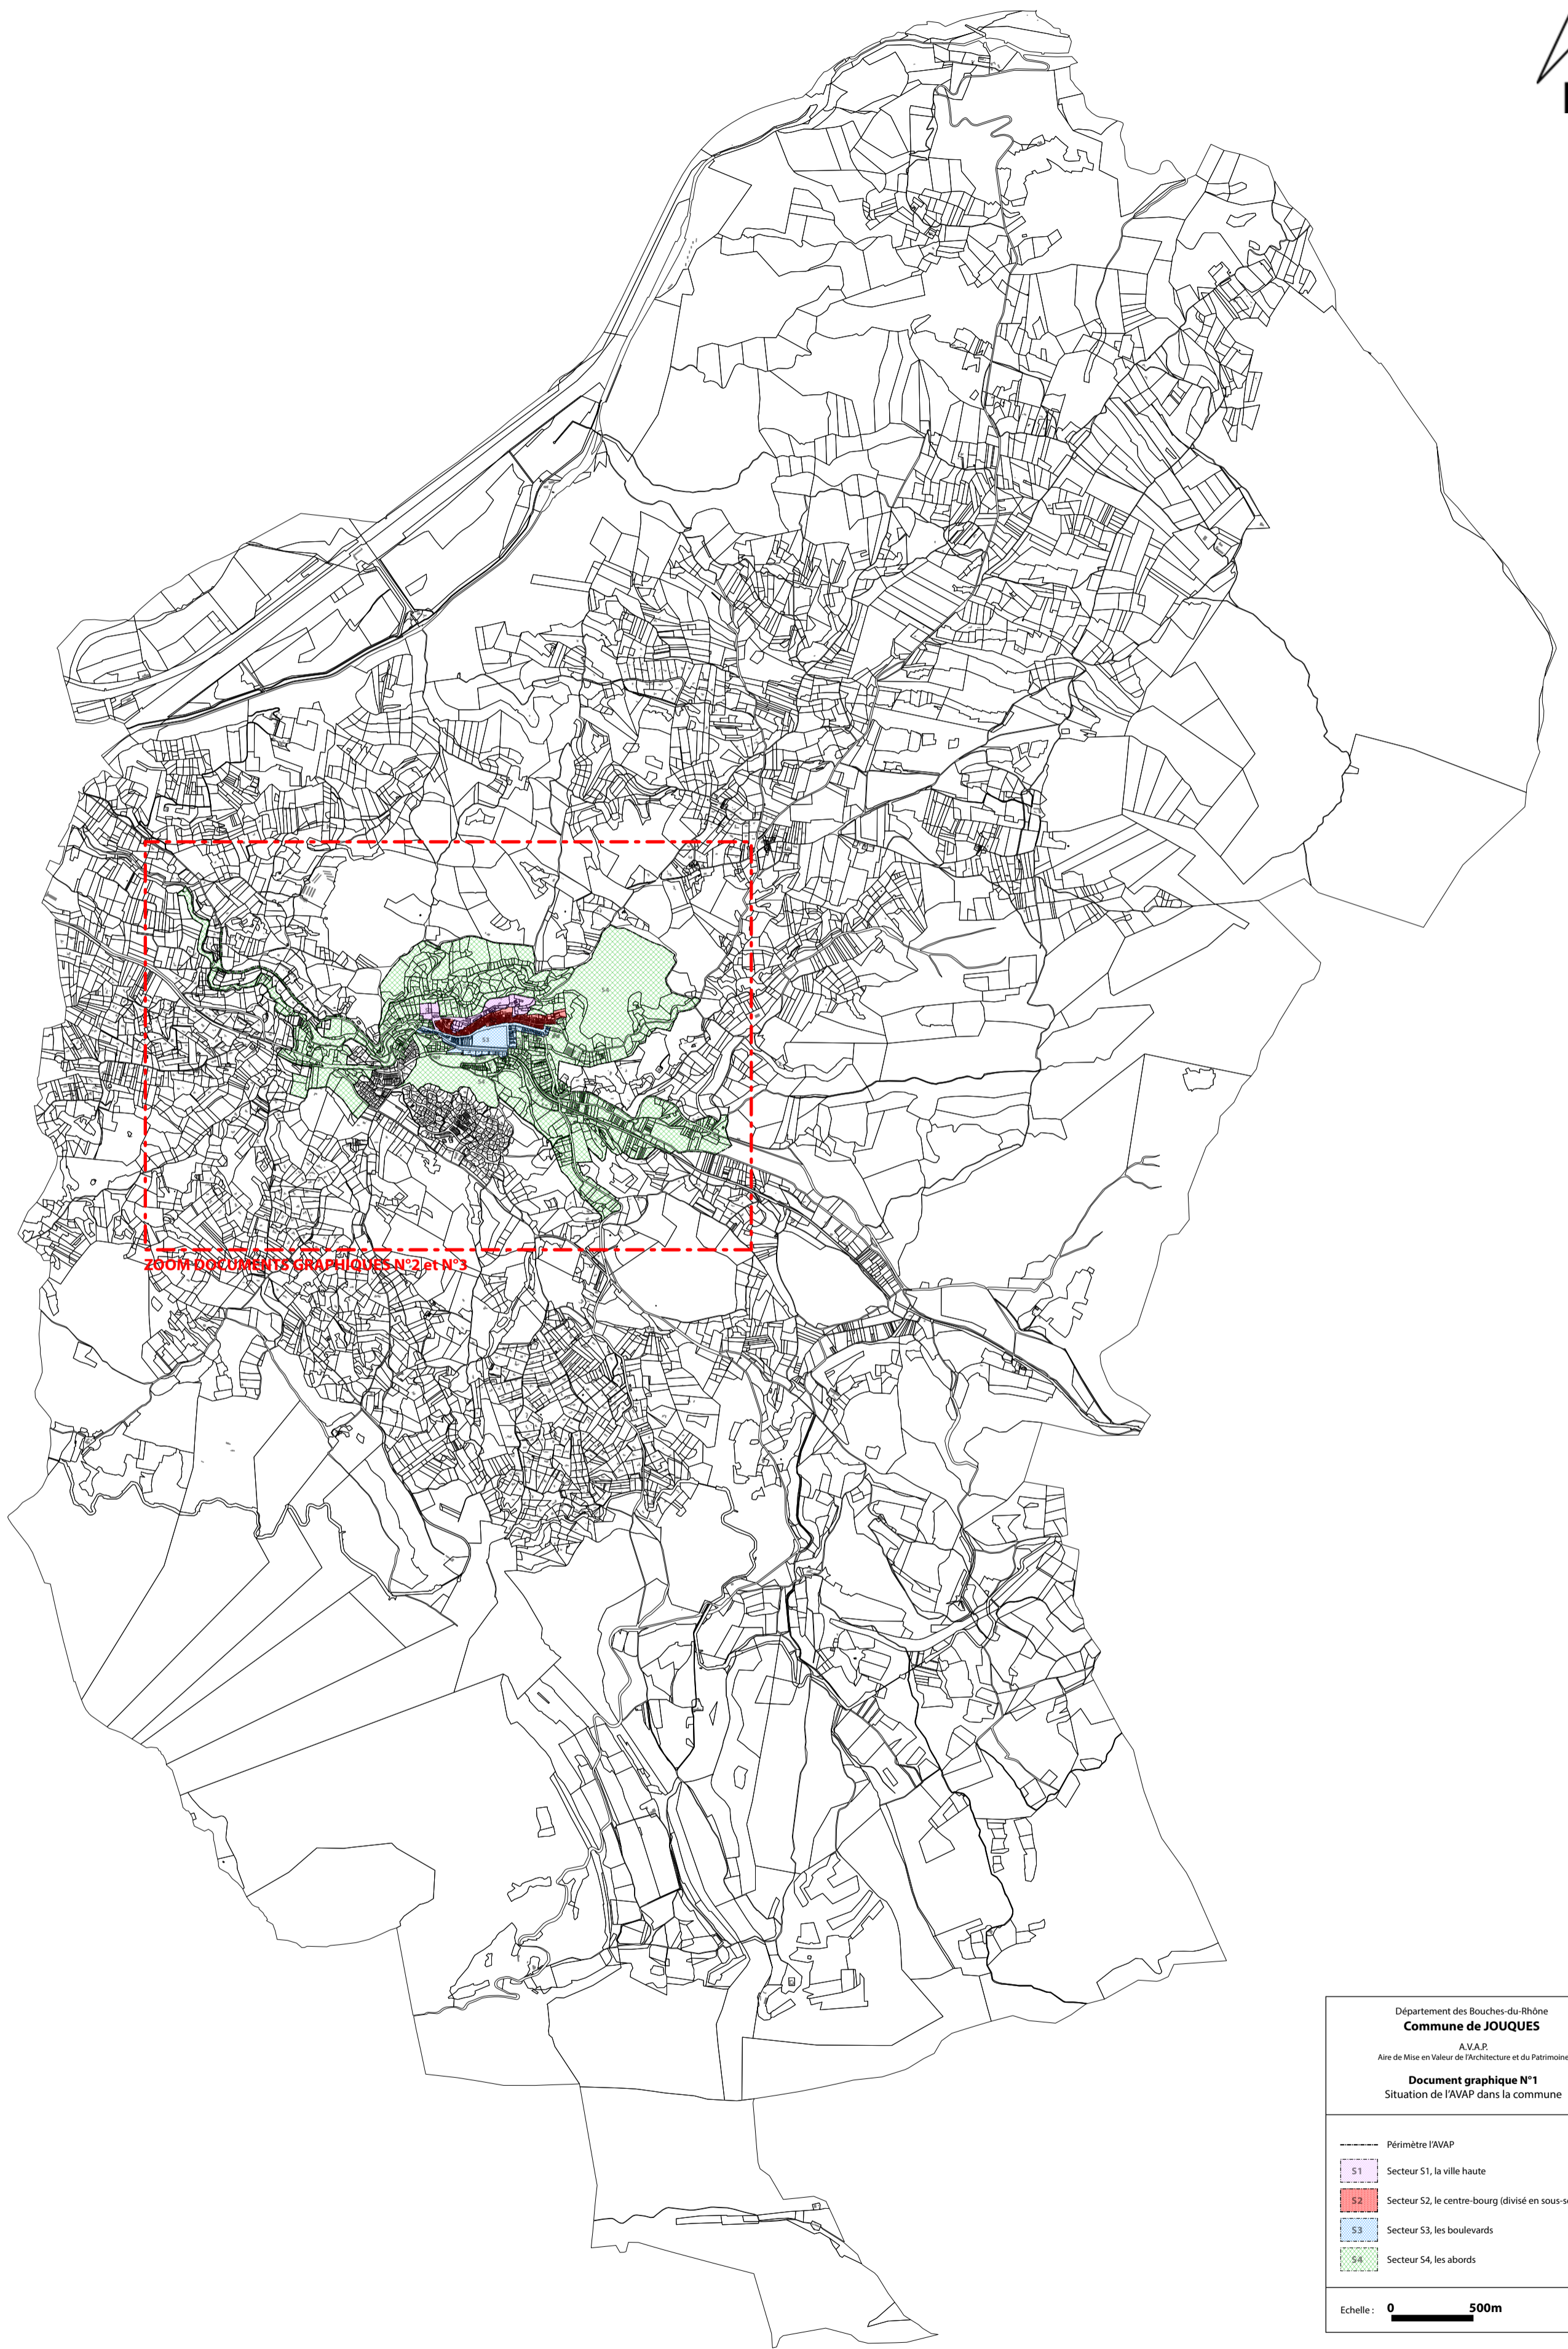 S4
S3
S4
ZOOM DOCUMENTS GRAPHIQUES N°2 et N°3
Département des Bouches-du-Rhône
Commune de JOUQUES
A.V.A.P.
Aire de Mise en Valeur de l'Architecture et du Patrimoine
Document graphique N°1
Situation de l'AVAP dans la commune
Périmètre l'AVAP
S1 Secteur S1, la ville haute
S2 Secteur S2, le centre-bourg (divisé en
S3 Secteur S3, les boulevards
S4 Secteur S4, les abords
Echelle : 0 500m